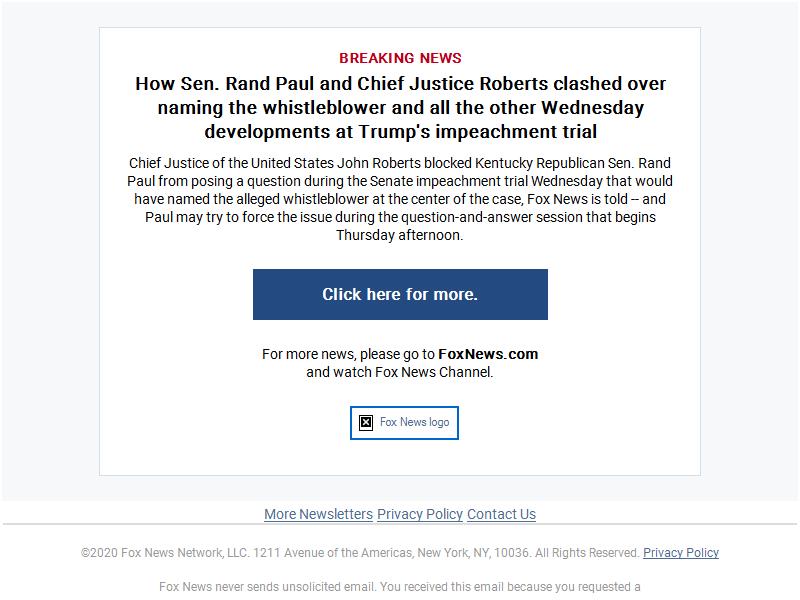 BREAKING NEWS
How Sen. Rand Paul and Chief Justice Roberts clashed over
naming the whistleblower and all the other Wednesday
developments at Trump's impeachment trial
Chief Justice of the United States John Roberts blocked Kentucky Republican Sen. Rand
Paul from posing a question during the Senate impeachment trial Wednesday that would
have named the alleged whistleblower at the center of the case, Fox News is told -- and
Paul may try to force the issue during the question-and-answer session that begins
Thursday afternoon.
Click here for more.
For more news, please go to FoxNews.com
and watch Fox News Channel.
Fox News logo
More Newsletters Privacy Policy Contact Us
©2020 Fox News Network, LLC. 1211 Avenue of the Americas, New York, NY, 10036. All Rights Reserved. Privacy Policy
Fox News never sends unsolicited email. You received this email because you requested a